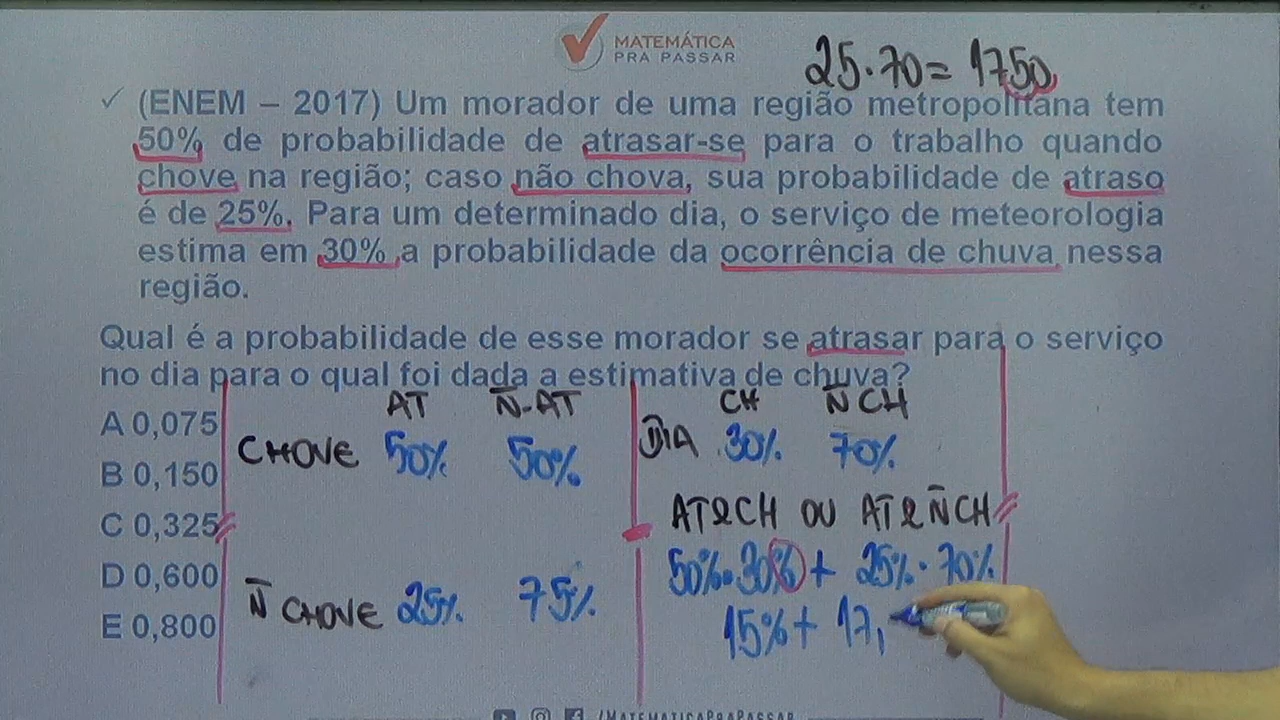 MATEMÁTICA
PRA PASSAR
25.70= 1750
✓ (ENEM – 2017) Um morador de uma região metropolitana tem
50% de probabilidade de atrasar-se para o trabalho quando
chove na região; caso não chova, sua probabilidade de atraso
é de 25%. Para um determinado dia, o serviço de meteorologia
estima em 30% a probabilidade da ocorrência de chuva nessa
região.
Qual é a probabilidade de esse morador se atrasar para o serviço
no dia para o qual foi dada a estimativa de chuva?
A 0,075
B 0,150
C 0,325
D 0,600
E 0,800
AT N̄-AT
CHOVE 50% 50%
N̄ CHOVE 25% 75%
CH N̄ CH
DIA 30% 70%
AT e CH OU AT e N̄ CH
50%.30% + 25%.70%
15% + 17,
/MATEMATICAPRAPASSAR